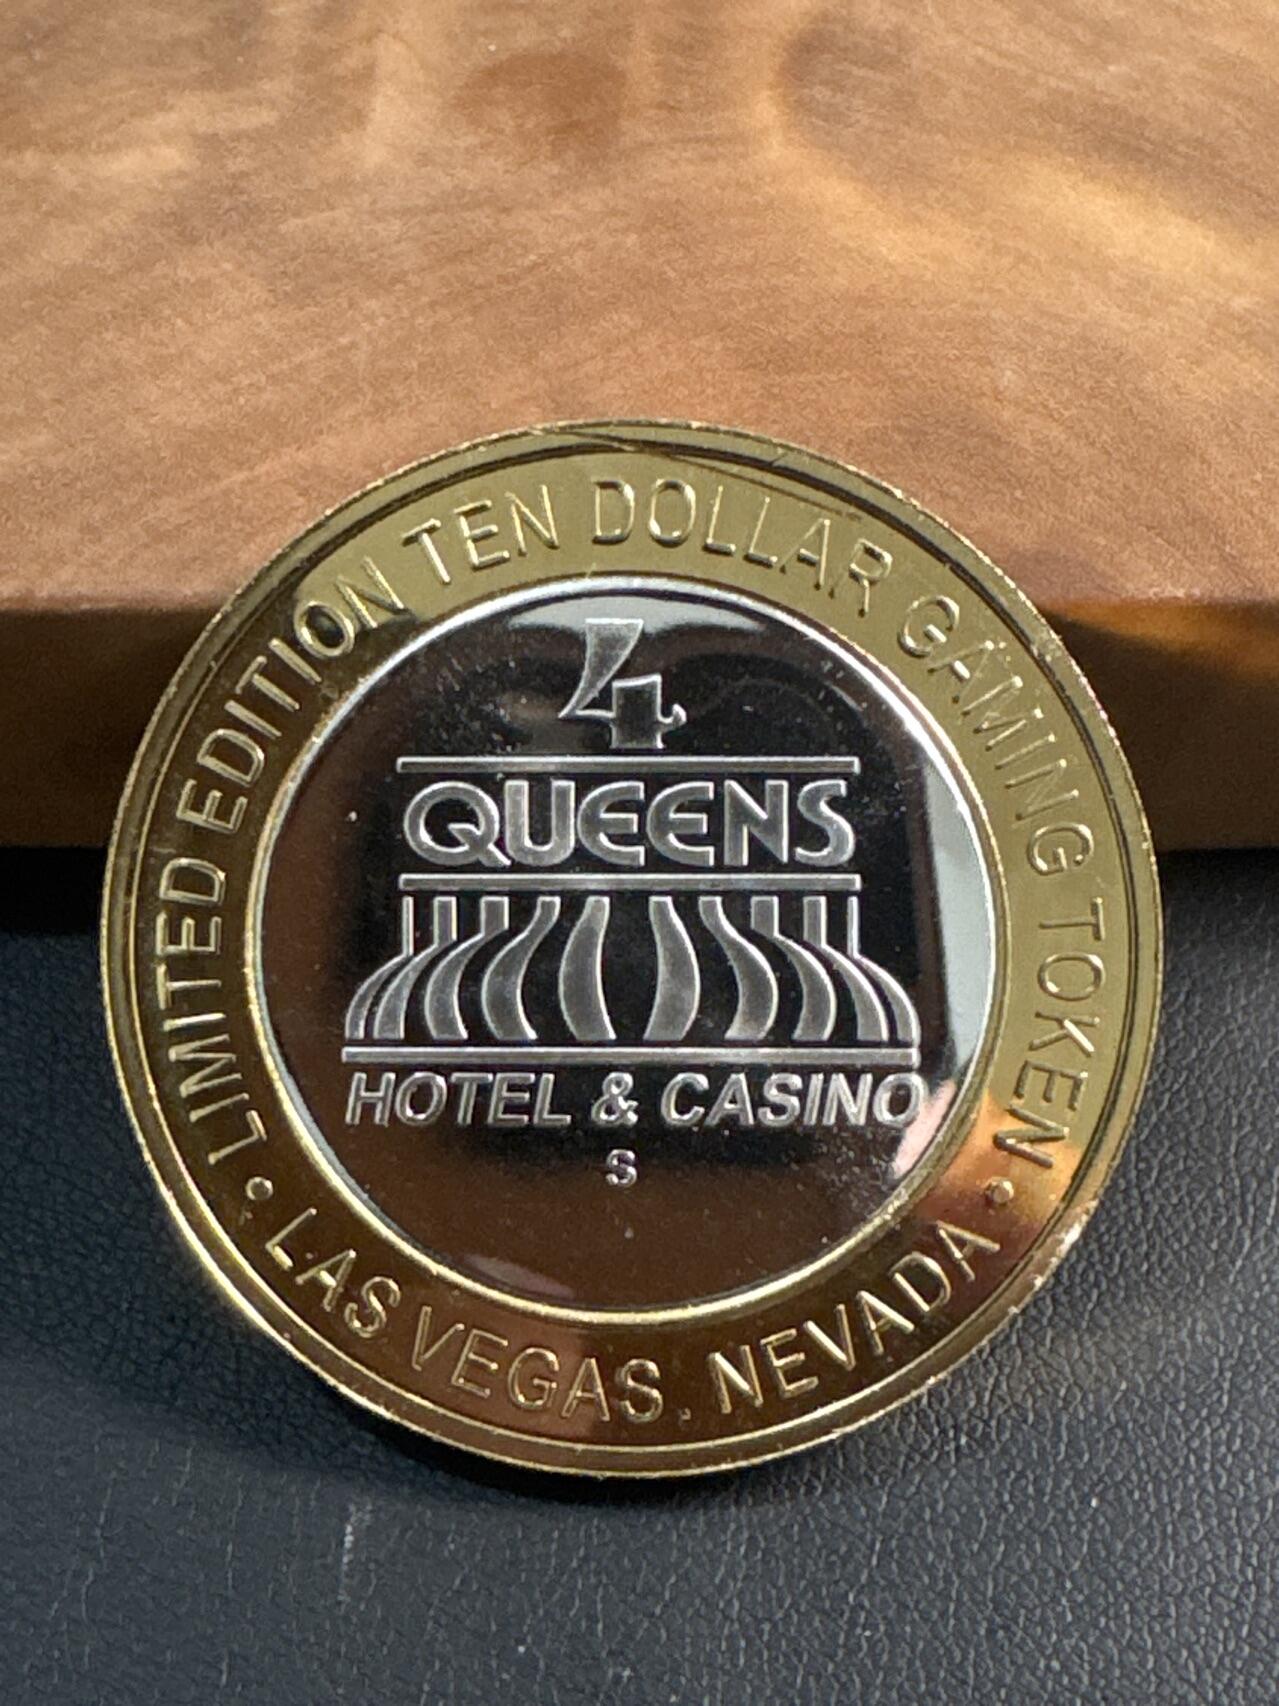 LIMITED EDITION TEN DOLLAR GAMING TOKEN
4
QUEENS
HOTEL & CASINO
S
• LAS VEGAS, NEVADA •